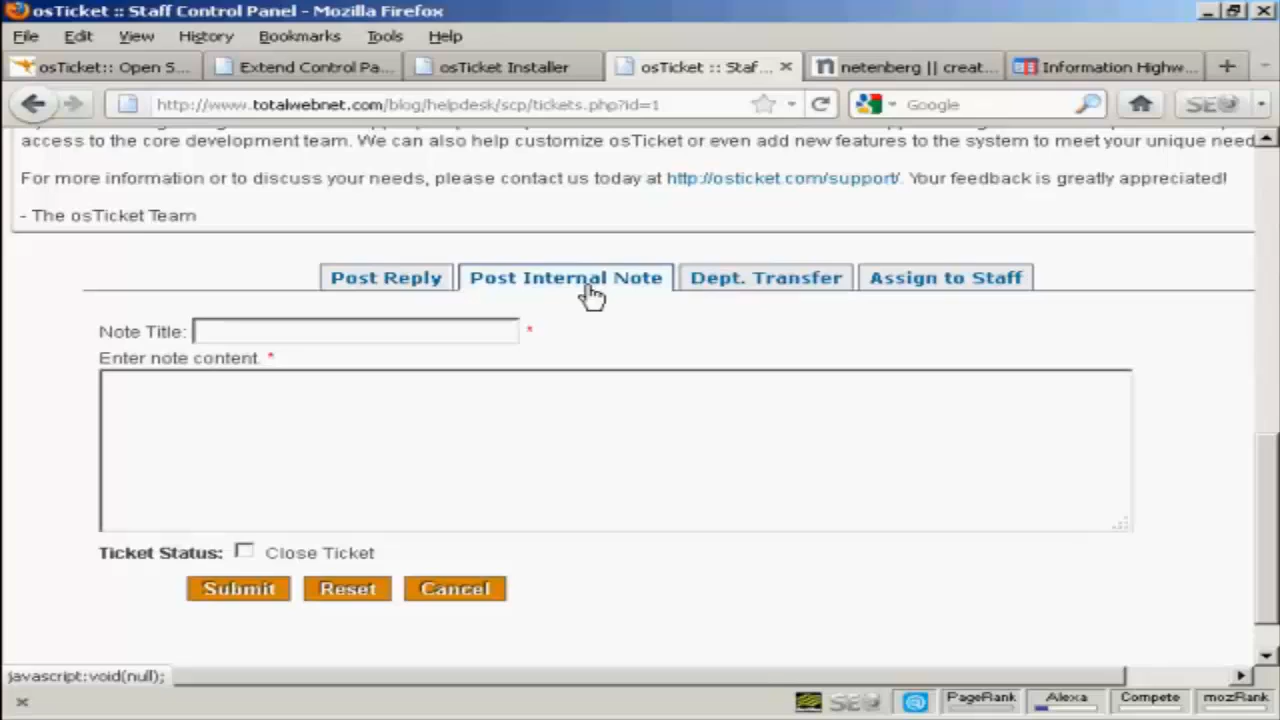 osTicket :: Staff Control Panel - Mozilla Firefox
File Edit View History Bookmarks Tools Help
osTicket :: Open S... Extend Control Pa... osTicket Installer osTicket :: Staf... netenberg || creat... Information Highw...
http://www.totalwebnet.com/blog/helpdesk/scp/tickets.php?id=1 Google SEO
access to the core development team. We can also help customize osTicket or even add new features to the system to meet your unique need
For more information or to discuss your needs, please contact us today at http://osticket.com/support/. Your feedback is greatly appreciated!
- The osTicket Team
Post Reply Post Internal Note Dept. Transfer Assign to Staff
Note Title: *
Enter note content. *
Ticket Status: Close Ticket
Submit Reset Cancel
javascript:void(null);
SEO PageRank Alexa Compete mozRank